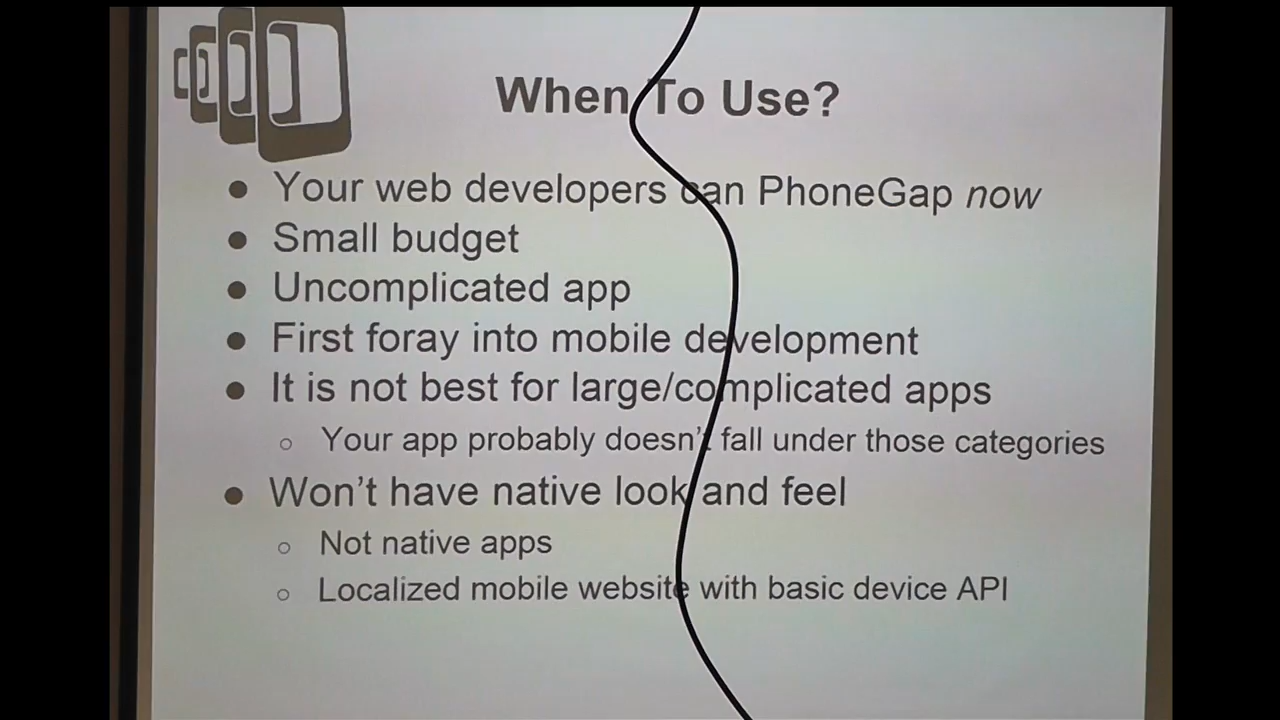 When To Use?
● Your web developers can PhoneGap now
● Small budget
● Uncomplicated app
● First foray into mobile development
● It is not best for large/complicated apps
○ Your app probably doesn't fall under those categories
● Won't have native look and feel
○ Not native apps
○ Localized mobile website with basic device API